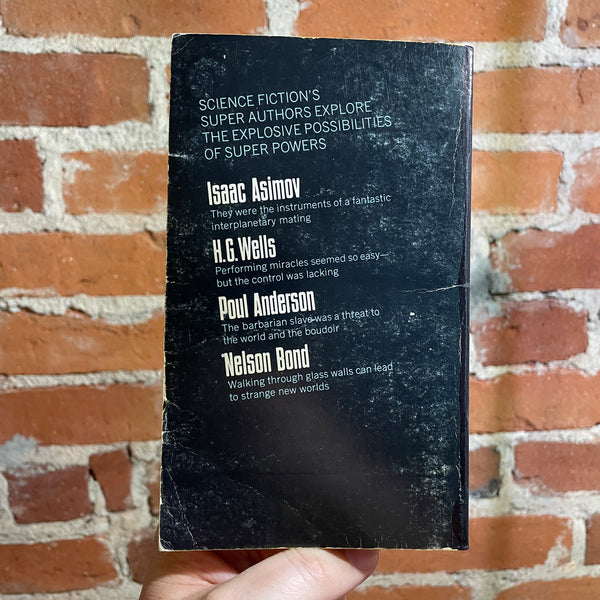 SCIENCE FICTION'S
SUPER AUTHORS EXPLORE
THE EXPLOSIVE POSSIBILITIES
OF SUPER POWERS
Isaac Asimov
They were the instruments of a fantastic
interplanetary mating
H.G. Wells
Performing miracles seemed so easy—
but the control was lacking
Poul Anderson
The barbarian slave was a threat to
the world and the boudoir
Nelson Bond
Walking through glass walls can lead
to strange new worlds